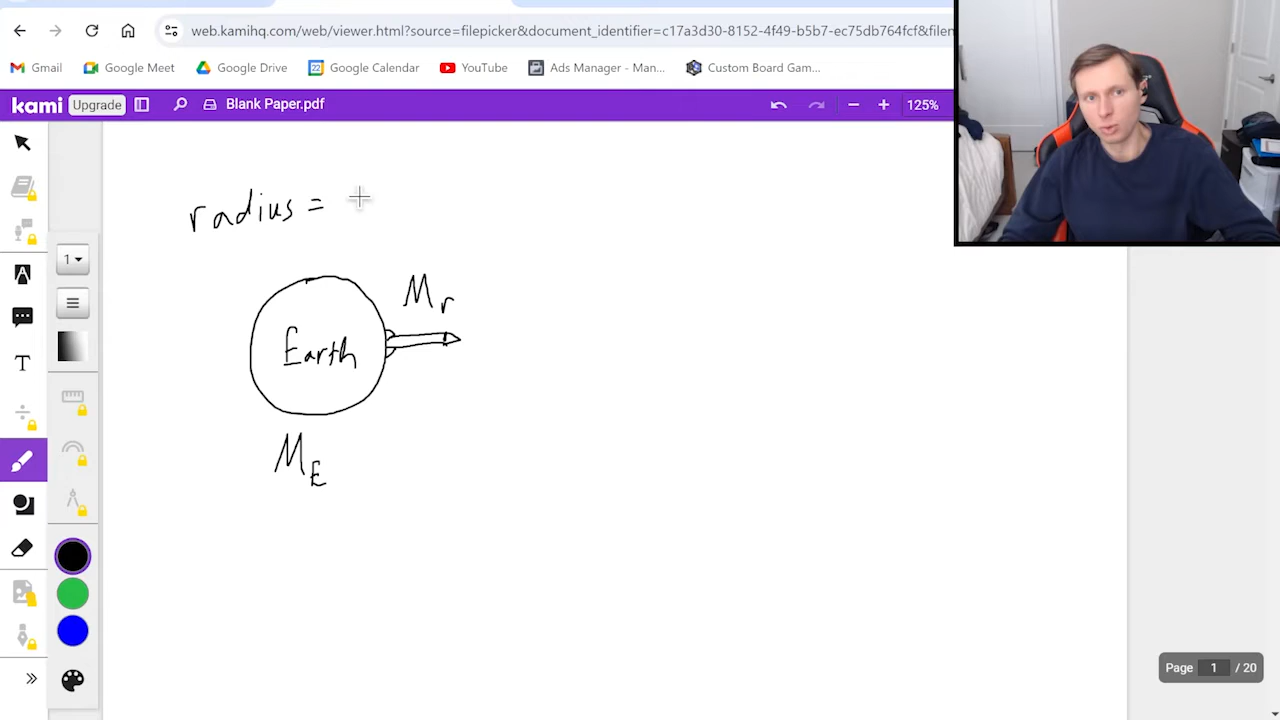 web.kamihq.com/web/viewer.html?source=filepicker&document_identifier=c17a3d30-8152-4f49-b5b7-ec75db764fcf&filen
Gmail Google Meet Google Drive 22 Google Calendar YouTube Ads Manager - Man... Custom Board Gam...
kami Upgrade Blank Paper.pdf 125%
radius =
1
Mr
Earth
ME
T
Page 1 / 20